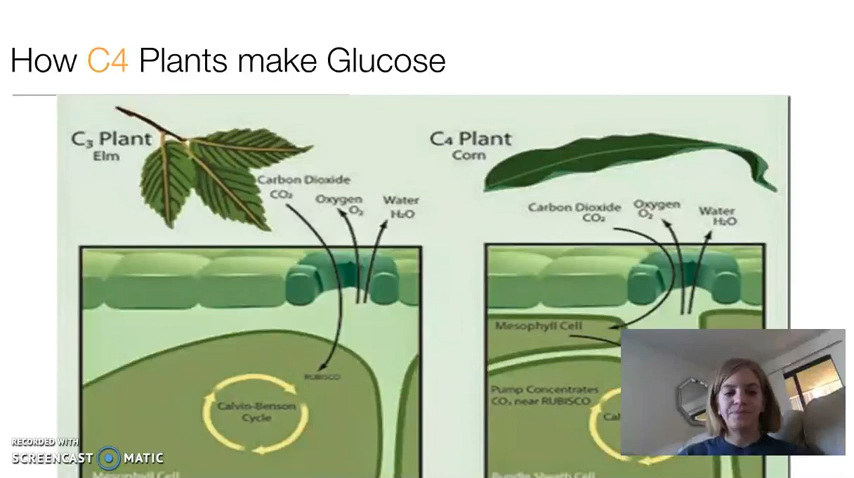 How C4 Plants make Glucose
C₃ Plant
Elm
Carbon Dioxide
CO₂
Oxygen
O₂
Water
H₂O
RUBISCO
Calvin-Benson
Cycle
Mesophyll Cell
C₄ Plant
Corn
Carbon Dioxide
CO₂
Oxygen
O₂
Water
H₂O
Mesophyll Cell
Pump Concentrates
CO₂ near RUBISCO
Cal
Bundle Sheath Cell
RECORDED WITH
SCREENCAST MATIC